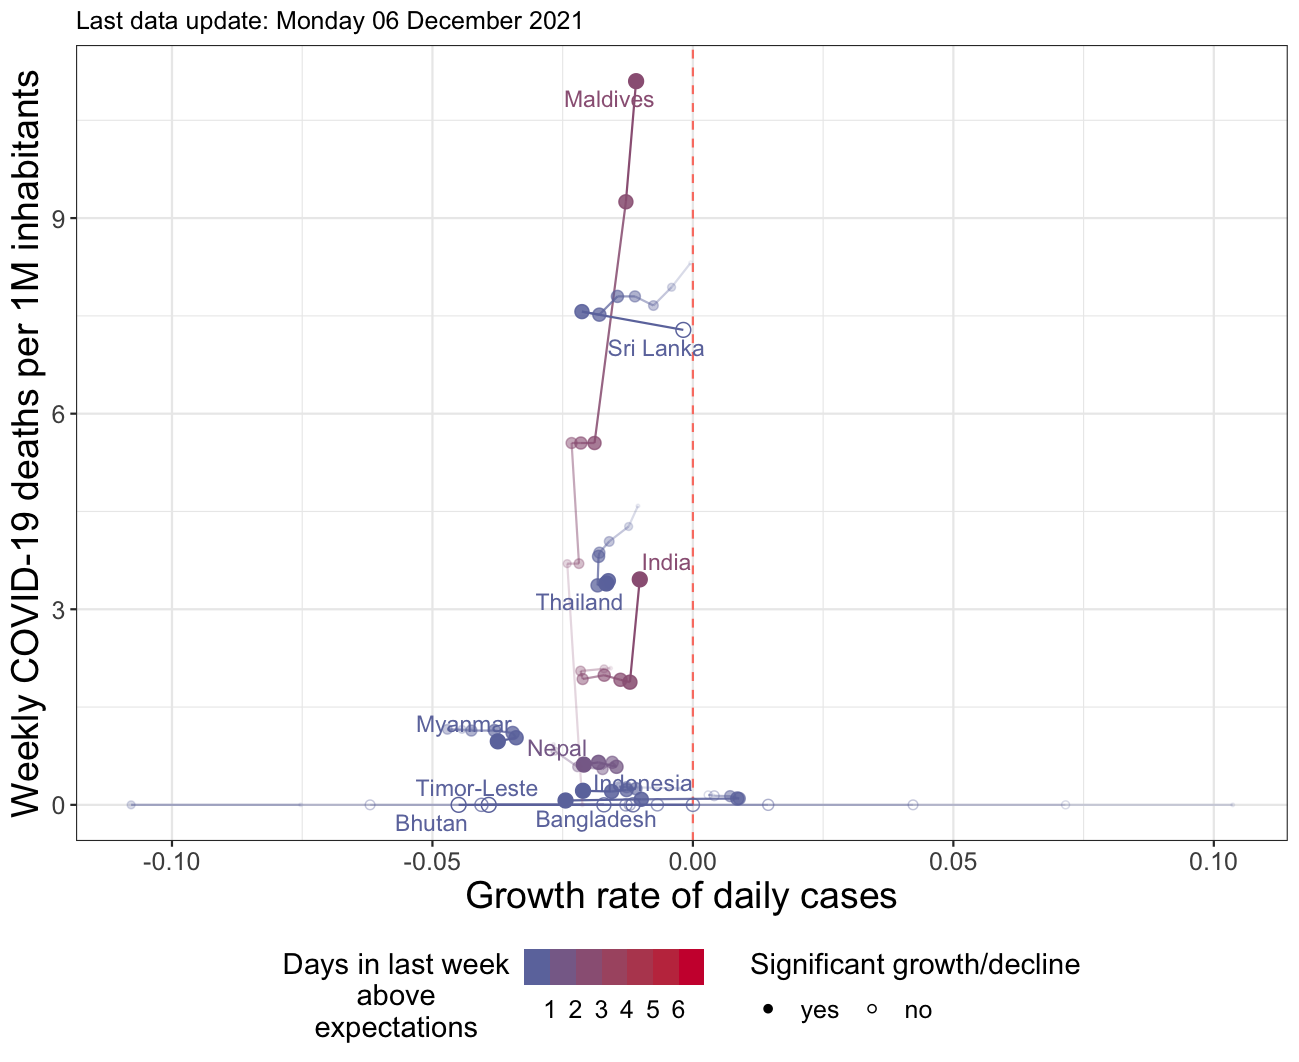 Last data update: Monday 06 December 2021
Weekly COVID-19 deaths per 1M inhabitants
9
6
3
0
Maldives
Sri Lanka
India
Thailand
Myanmar
Nepal
Indonesia
Timor-Leste
Bhutan
Bangladesh
-0.10
-0.05
0.00
0.05
0.10
Growth rate of daily cases
Days in last week
above
expectations
1 2 3 4 5 6
Significant growth/decline
yes
no